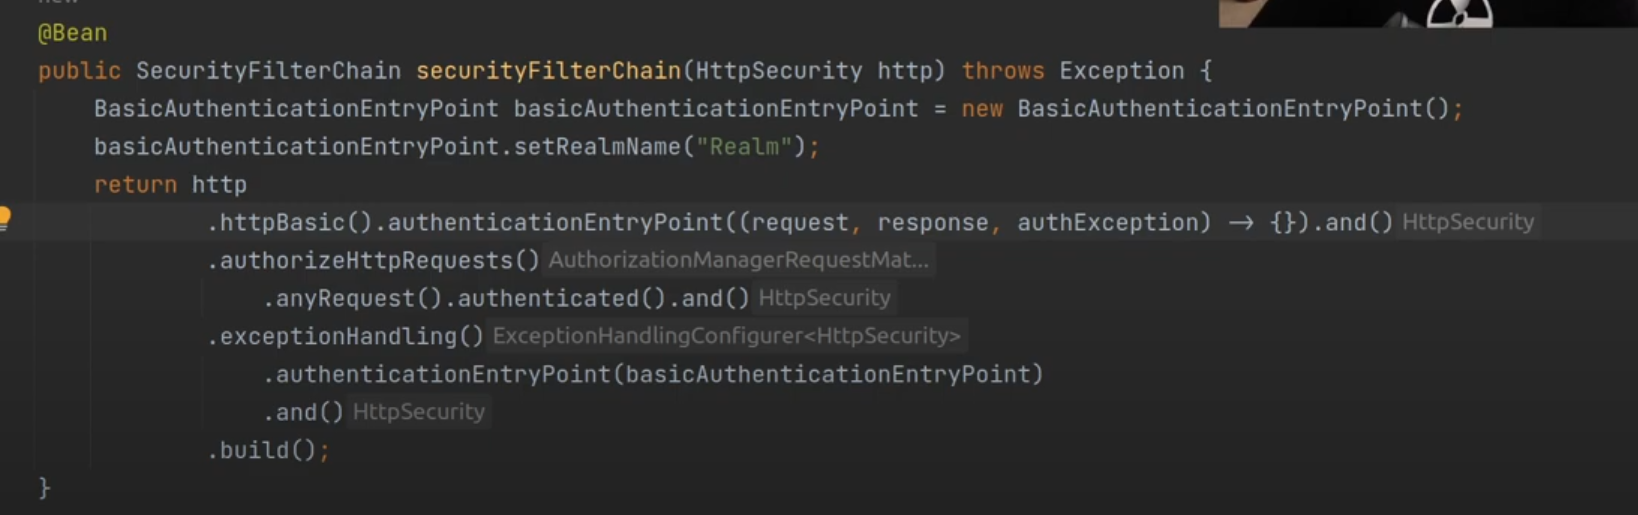 @Bean
public SecurityFilterChain securityFilterChain(HttpSecurity http) throws Exception {
BasicAuthenticationEntryPoint basicAuthenticationEntryPoint = new BasicAuthenticationEntryPoint();
basicAuthenticationEntryPoint.setRealmName("Realm");
return http
.httpBasic().authenticationEntryPoint((request, response, authException) → {}).and() HttpSecurity
.authorizeHttpRequests() AuthorizationManagerRequestMat...
.anyRequest().authenticated().and() HttpSecurity
.exceptionHandling() ExceptionHandlingConfigurer<HttpSecurity>
.authenticationEntryPoint(basicAuthenticationEntryPoint)
.and() HttpSecurity
.build();
}